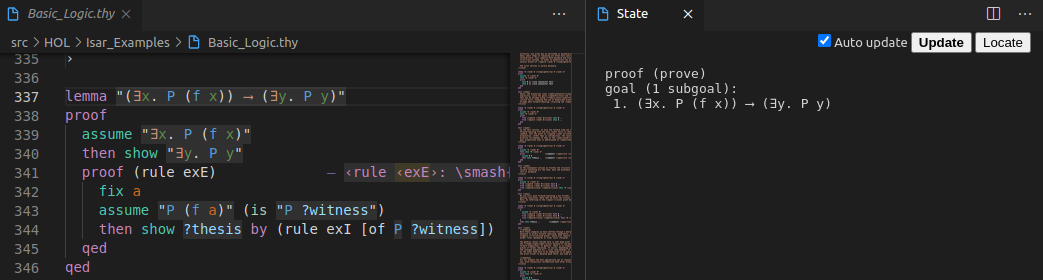 Basic_Logic.thy
src > HOL > Isar_Examples > Basic_Logic.thy
335 ›
336
337 lemma "(∃x. P (f x)) ⟶ (∃y. P y)"
338 proof
339   assume "∃x. P (f x)"
340   then show "∃y. P y"
341   proof (rule exE) — ‹rule ‹exE›: \smash{
342     fix a
343     assume "P (f a)" (is "P ?witness")
344     then show ?thesis by (rule exI [of P ?witness])
345   qed
346 qed
State
Auto update Update Locate
proof (prove)
goal (1 subgoal):
 1. (∃x. P (f x)) ⟶ (∃y. P y)